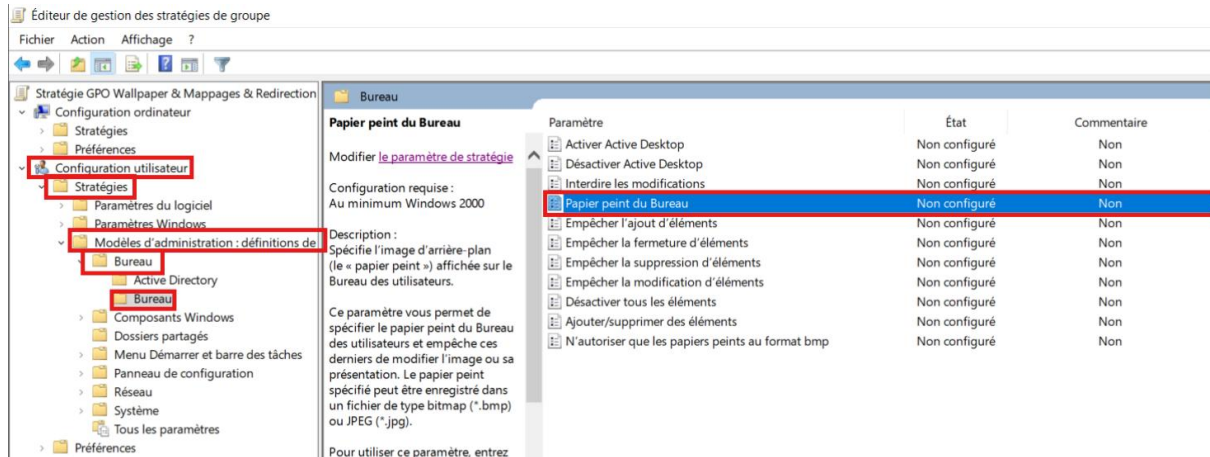 Éditeur de gestion des stratégies de groupe
Fichier Action Affichage ?
Stratégie GPO Wallpaper & Mappages & Redirection
Configuration ordinateur
Stratégies
Préférences
Configuration utilisateur
Stratégies
Paramètres du logiciel
Paramètres Windows
Modèles d'administration : définitions de
Bureau
Active Directory
Bureau
Composants Windows
Dossiers partagés
Menu Démarrer et barre des tâches
Panneau de configuration
Réseau
Système
Tous les paramètres
Préférences
Bureau
Papier peint du Bureau
Modifier le paramètre de stratégie
Configuration requise :
Au minimum Windows 2000
Description :
Spécifie l'image d'arrière-plan
(le « papier peint ») affichée sur le
Bureau des utilisateurs.
Ce paramètre vous permet de
spécifier le papier peint du Bureau
des utilisateurs et empêche ces
derniers de modifier l'image ou sa
présentation. Le papier peint
spécifié peut être enregistré dans
un fichier de type bitmap (*.bmp)
ou JPEG (*.jpg).
Pour utiliser ce paramètre, entrez
Paramètre État Commentaire
Activer Active Desktop Non configuré Non
Désactiver Active Desktop Non configuré Non
Interdire les modifications Non configuré Non
Papier peint du Bureau Non configuré Non
Empêcher l'ajout d'éléments Non configuré Non
Empêcher la fermeture d'éléments Non configuré Non
Empêcher la suppression d'éléments Non configuré Non
Empêcher la modification d'éléments Non configuré Non
Désactiver tous les éléments Non configuré Non
Ajouter/supprimer des éléments Non configuré Non
N'autoriser que les papiers peints au format bmp Non configuré Non